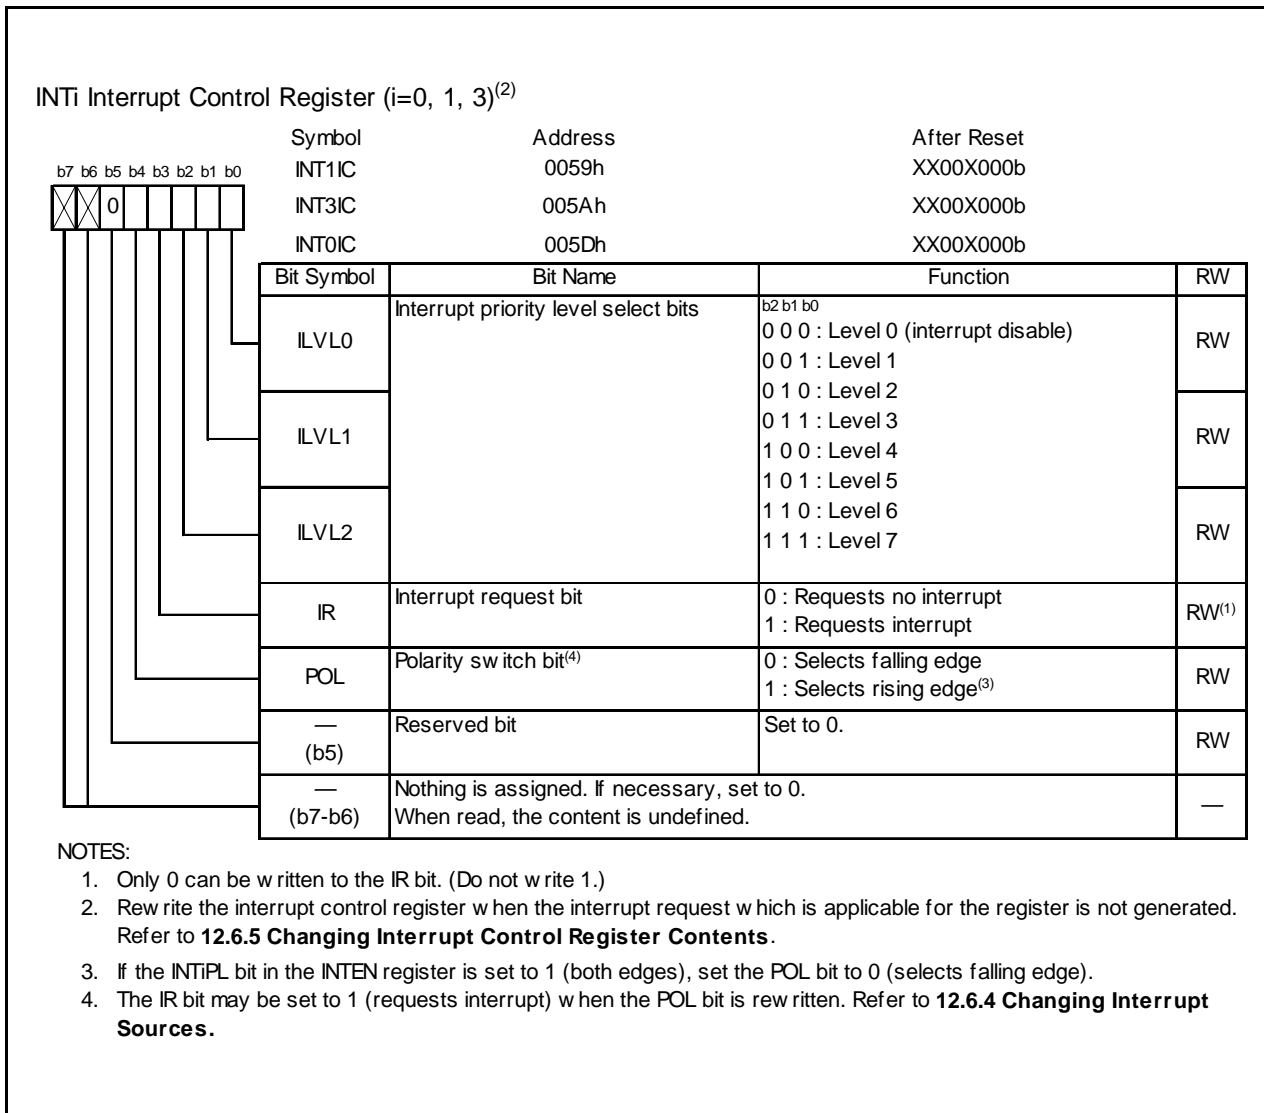 INTi Interrupt Control Register (i=0, 1, 3)(2)
Symbol Address After Reset
INT1IC 0059h XX00X000b
INT3IC 005Ah XX00X000b
INT0IC 005Dh XX00X000b
b7 b6 b5 b4 b3 b2 b1 b0
0
Bit Symbol Bit Name Function RW
ILVL0 Interrupt priority level select bits b2 b1 b0
0 0 0 : Level 0 (interrupt disable) RW
0 0 1 : Level 1
0 1 0 : Level 2
ILVL1 0 1 1 : Level 3 RW
1 0 0 : Level 4
1 0 1 : Level 5
ILVL2 1 1 0 : Level 6 RW
1 1 1 : Level 7
IR Interrupt request bit 0 : Requests no interrupt RW(1)
1 : Requests interrupt
POL Polarity switch bit(4) 0 : Selects falling edge RW
1 : Selects rising edge(3)
— Reserved bit Set to 0. RW
(b5)
— Nothing is assigned. If necessary, set to 0. —
(b7-b6) When read, the content is undefined.
NOTES:
1. Only 0 can be written to the IR bit. (Do not write 1.)
2. Rewrite the interrupt control register when the interrupt request which is applicable for the register is not generated.
Refer to 12.6.5 Changing Interrupt Control Register Contents.
3. If the INTiPL bit in the INTEN register is set to 1 (both edges), set the POL bit to 0 (selects falling edge).
4. The IR bit may be set to 1 (requests interrupt) when the POL bit is rewritten. Refer to 12.6.4 Changing Interrupt
Sources.